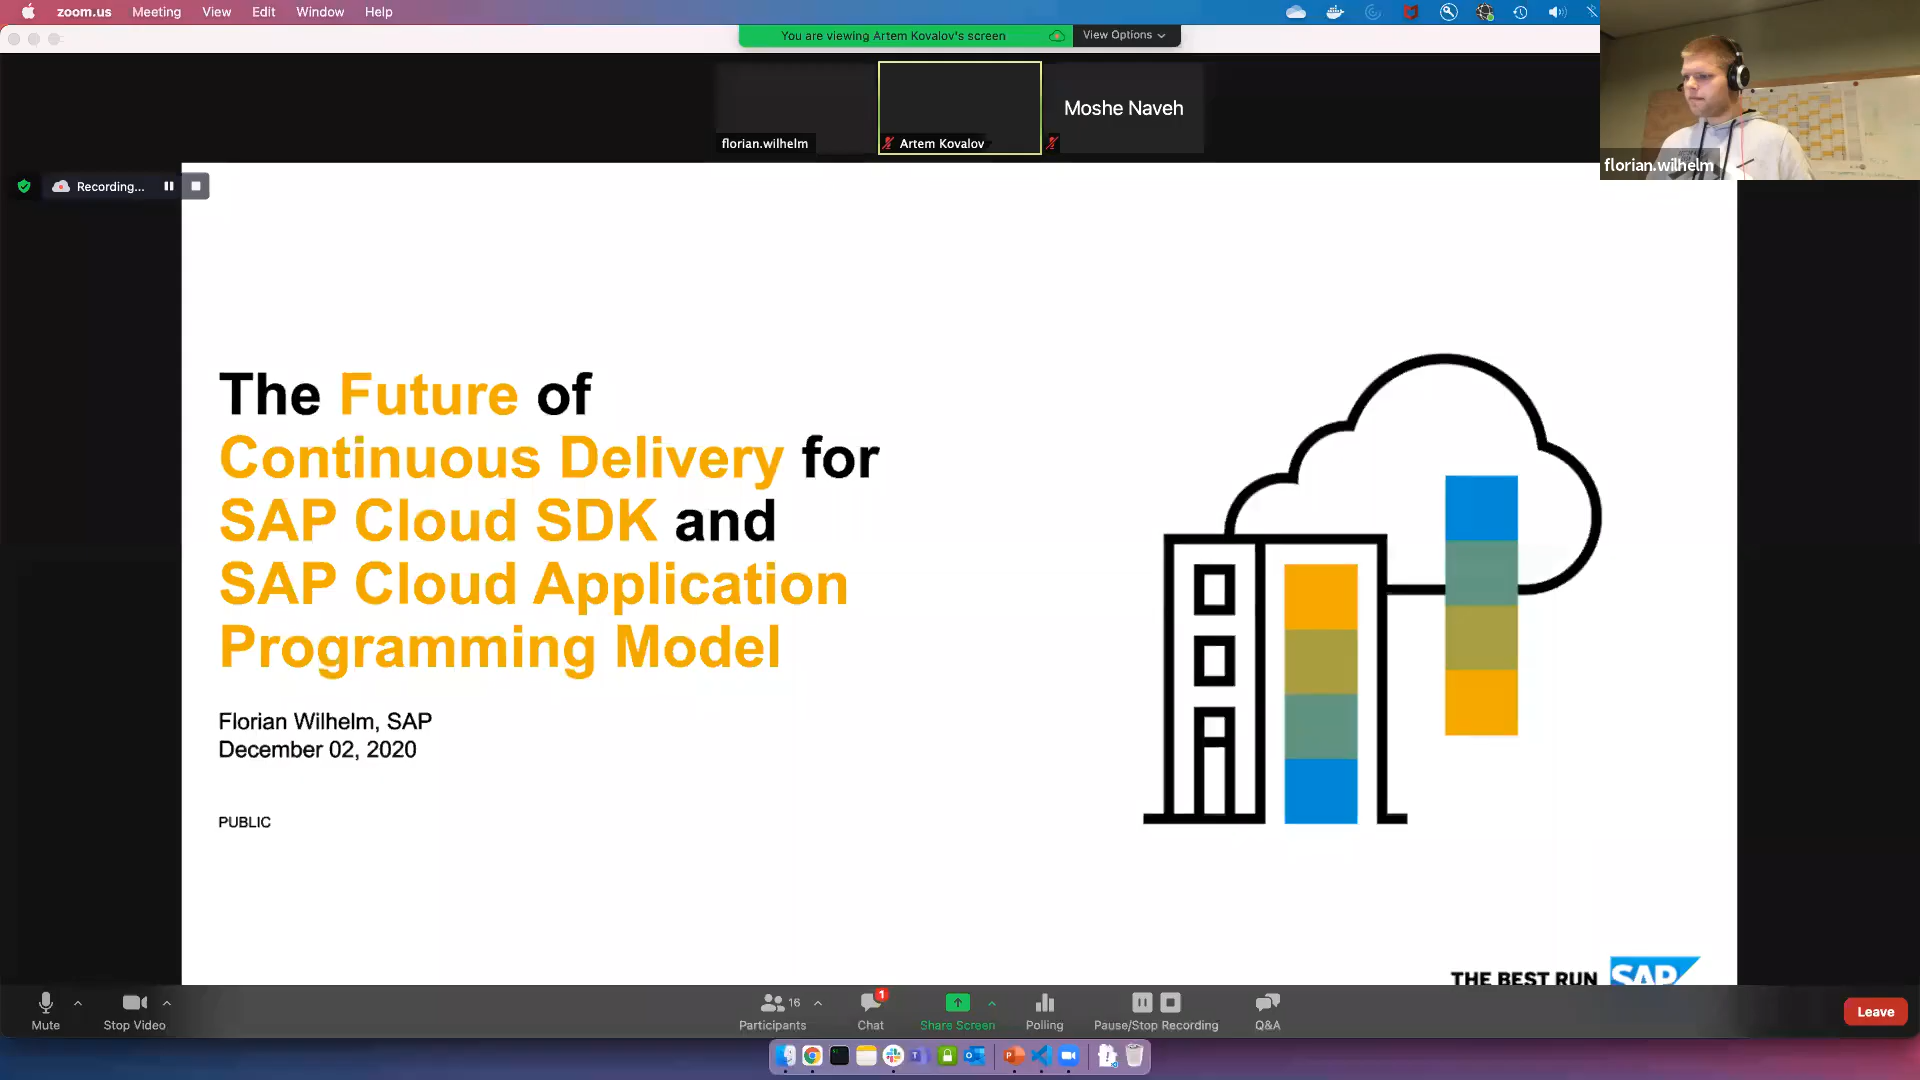 zoom.us Meeting View Edit Window Help
You are viewing Artem Kovalov's screen View Options
florian.wilhelm
Artem Kovalov
Moshe Naveh
florian.wilhelm
Recording...
The Future of
Continuous Delivery for
SAP Cloud SDK and
SAP Cloud Application
Programming Model
Florian Wilhelm, SAP
December 02, 2020
PUBLIC
THE BEST RUN SAP
Mute
Stop Video
16
Participants
1
Chat
Share Screen
Polling
Pause/Stop Recording
Q&A
Leave